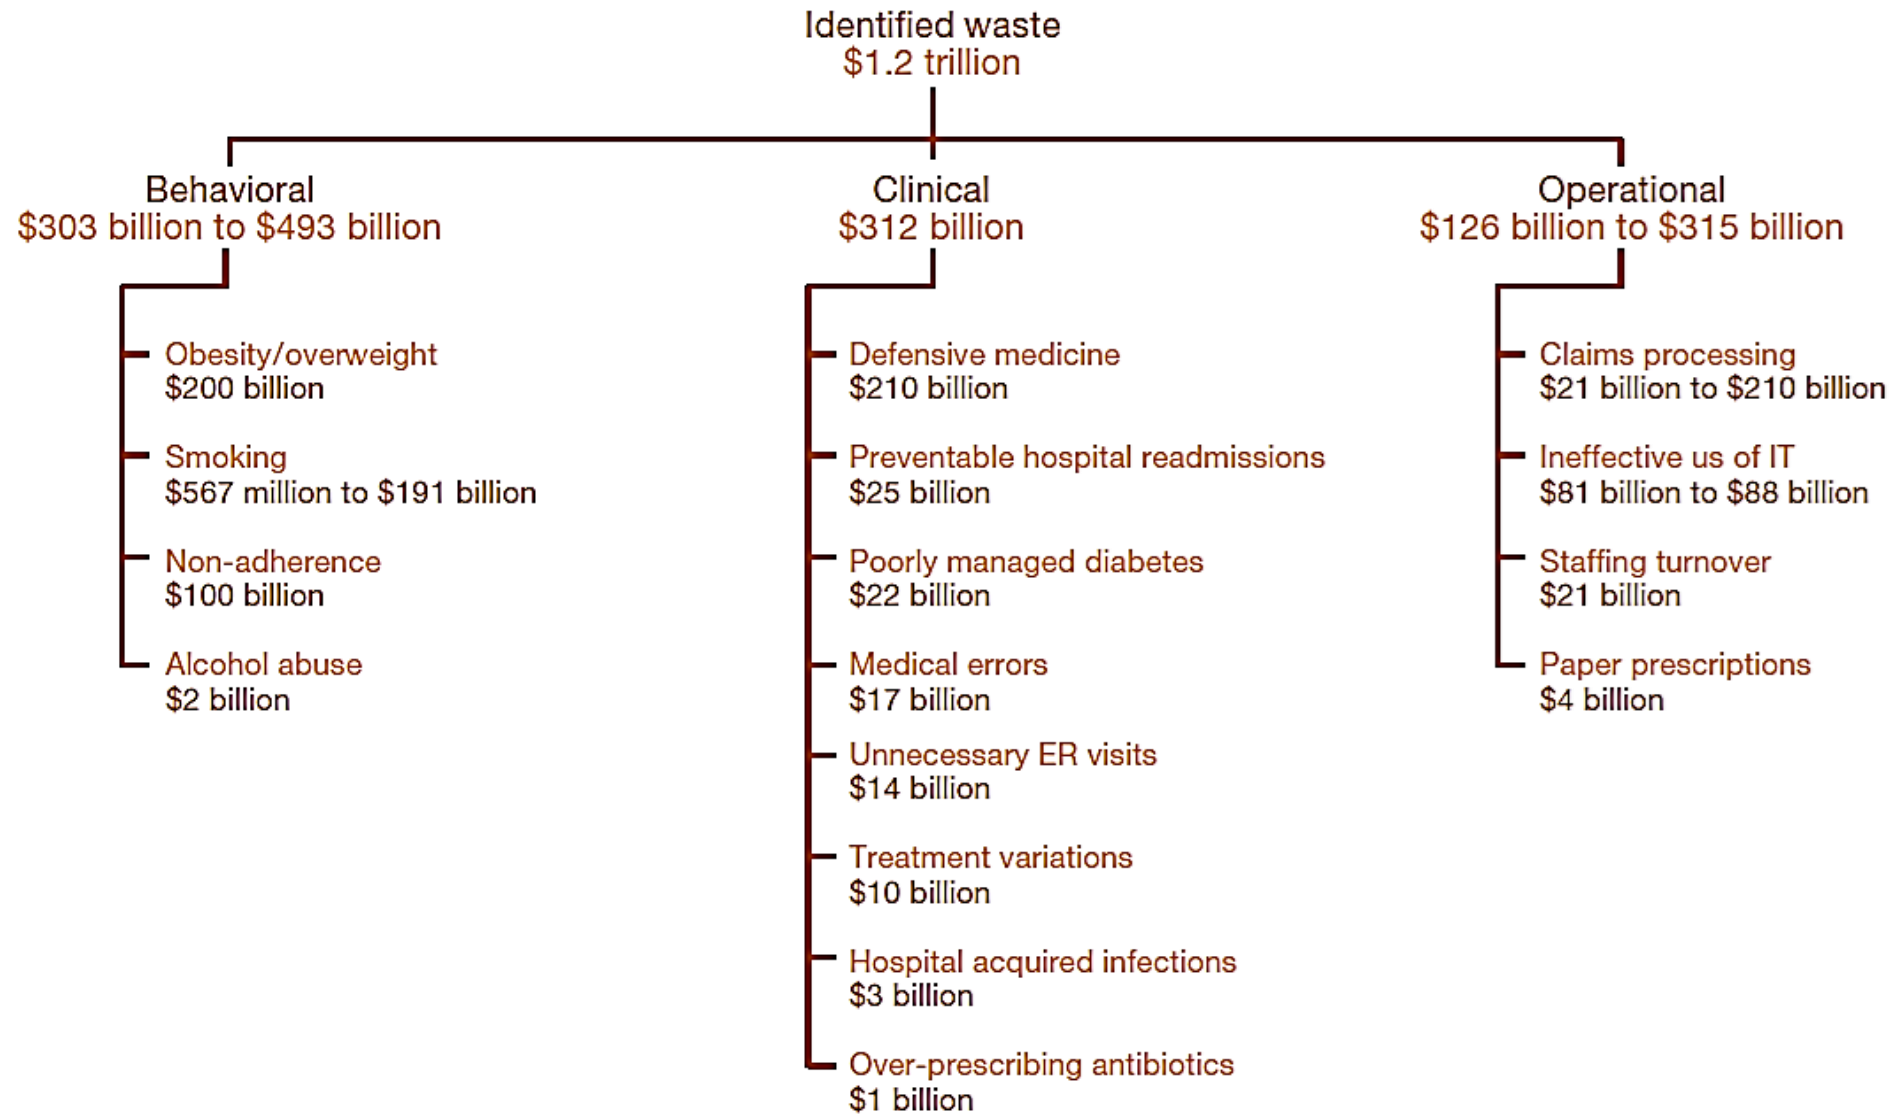 Identified waste
$1.2 trillion
Behavioral
$303 billion to $493 billion
Obesity/overweight
$200 billion
Smoking
$567 million to $191 billion
Non-adherence
$100 billion
Alcohol abuse
$2 billion
Clinical
$312 billion
Defensive medicine
$210 billion
Preventable hospital readmissions
$25 billion
Poorly managed diabetes
$22 billion
Medical errors
$17 billion
Unnecessary ER visits
$14 billion
Treatment variations
$10 billion
Hospital acquired infections
$3 billion
Over-prescribing antibiotics
$1 billion
Operational
$126 billion to $315 billion
Claims processing
$21 billion to $210 billion
Ineffective us of IT
$81 billion to $88 billion
Staffing turnover
$21 billion
Paper prescriptions
$4 billion